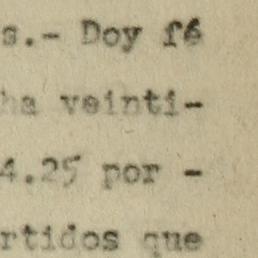 s.- Doy fé
ha veinti-
4.25 por -
rtidos que